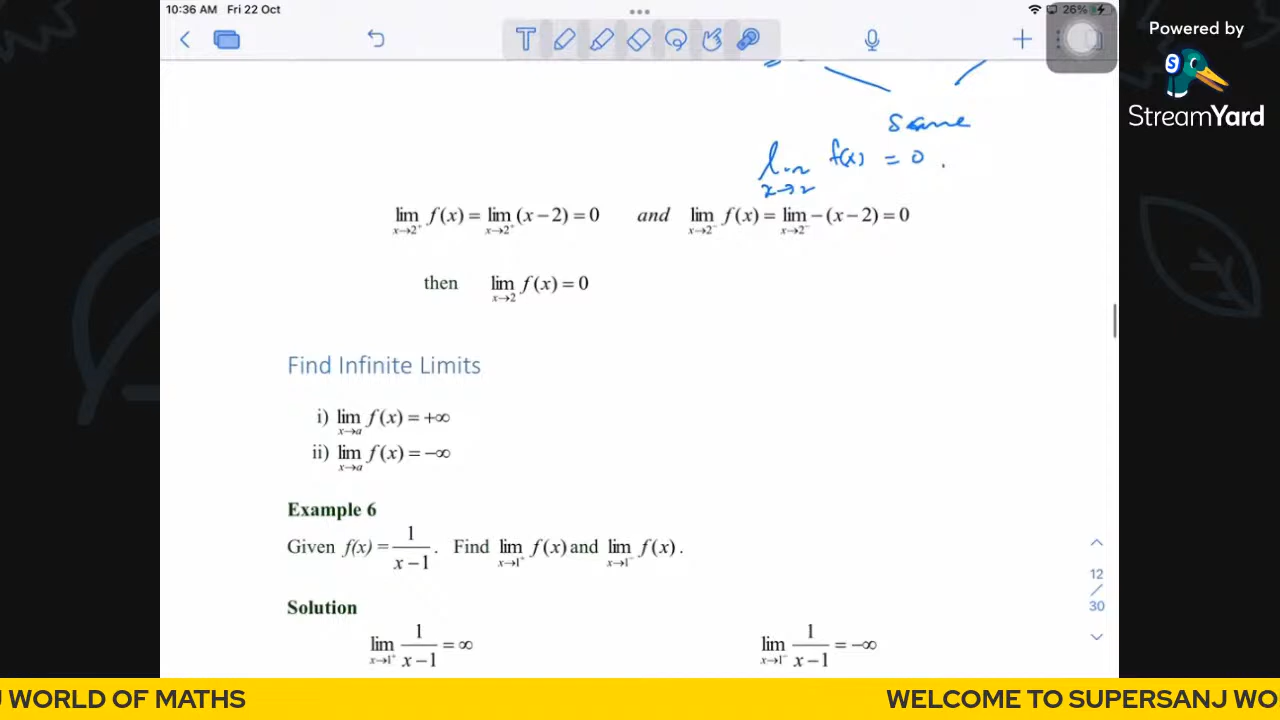 10:36 AM Fri 22 Oct
26%
Powered by
StreamYard
same
lim x→2 f(x) = 0 .
lim x→2⁺ f(x) = lim x→2⁺ (x−2) = 0 and lim x→2⁻ f(x) = lim x→2⁻ −(x−2) = 0
then lim x→2 f(x) = 0
Find Infinite Limits
i) lim x→a f(x) = +∞
ii) lim x→a f(x) = −∞
Example 6
Given f(x) = 1/(x−1). Find lim x→1⁺ f(x) and lim x→1⁻ f(x).
12
/
30
Solution
lim x→1⁺ 1/(x−1) = ∞ lim x→1⁻ 1/(x−1) = −∞
J WORLD OF MATHS WELCOME TO SUPERSANJ WO